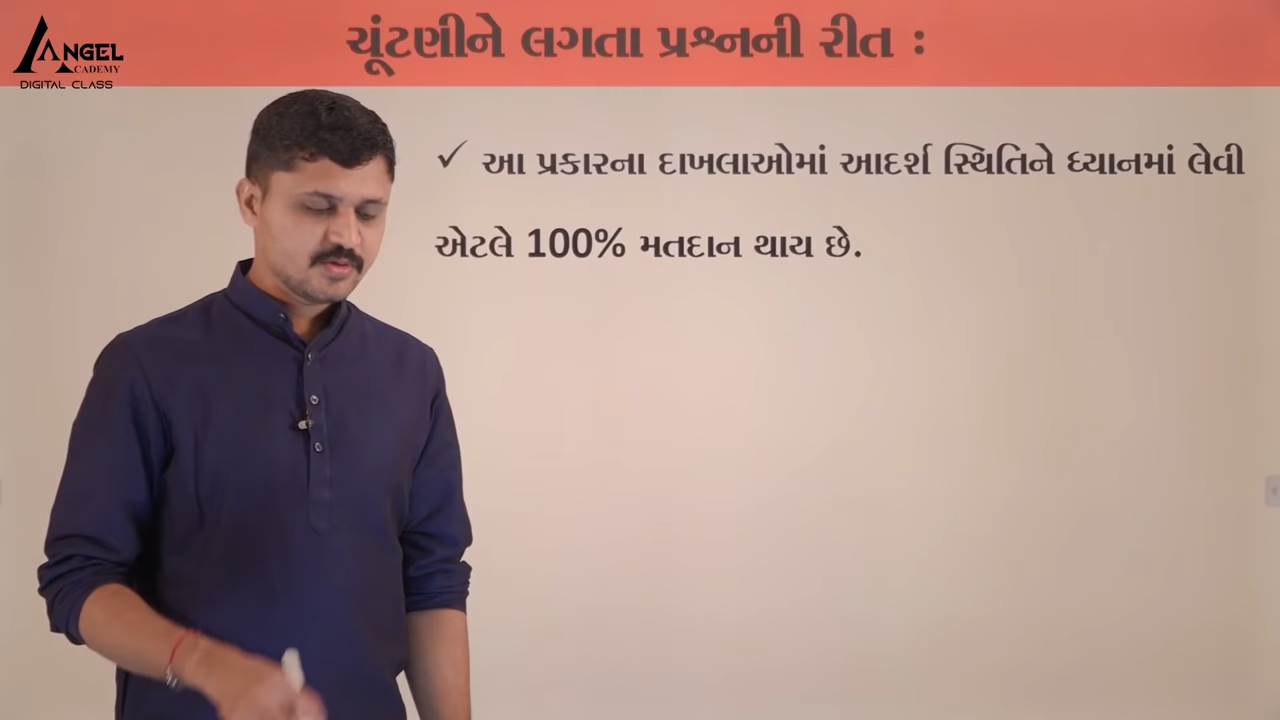 ANGEL
ACADEMY
DIGITAL CLASS
ચૂંટણીને લગતા પ્રશ્નની રીત :
✓ આ પ્રકારના દાખલાઓમાં આદર્શ સ્થિતિને ધ્યાનમાં લેવી
એટલે 100% મતદાન થાય છે.